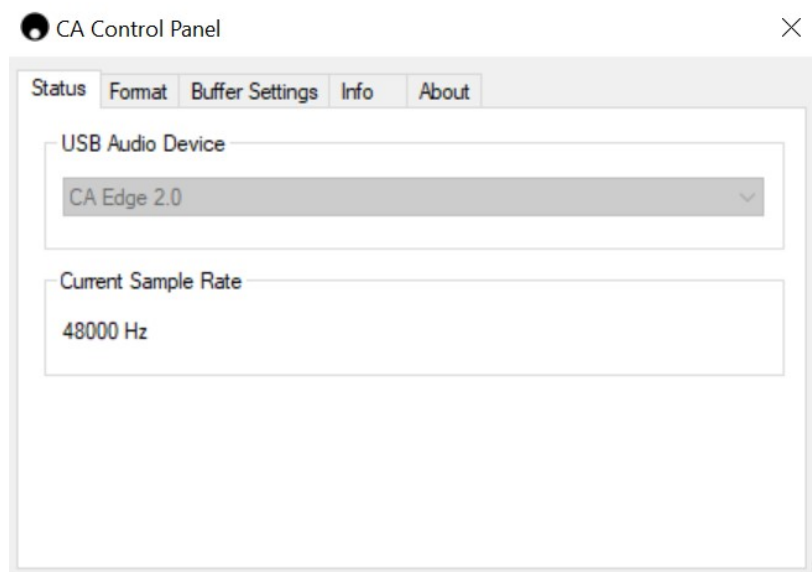 CA Control Panel
Status Format Buffer Settings Info About
USB Audio Device
CA Edge 2.0
Current Sample Rate
48000 Hz